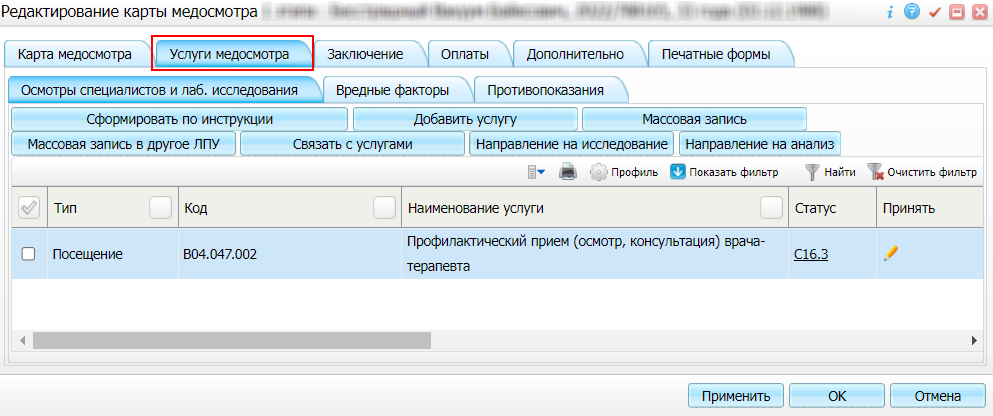 Редактирование карты медосмотра
Карта медосмотра Услуги медосмотра Заключение Оплаты Дополнительно Печатные формы
Осмотры специалистов и лаб. исследования Вредные факторы Противопоказания
Сформировать по инструкции Добавить услугу Массовая запись
Массовая запись в другое ЛПУ Связать с услугами Направление на исследование Направление на анализ
Профиль Показать фильтр Найти Очистить фильтр
Тип Код Наименование услуги Статус Принять
Посещение B04.047.002 Профилактический прием (осмотр, консультация) врача-
терапевта C16.3
Применить OK Отмена